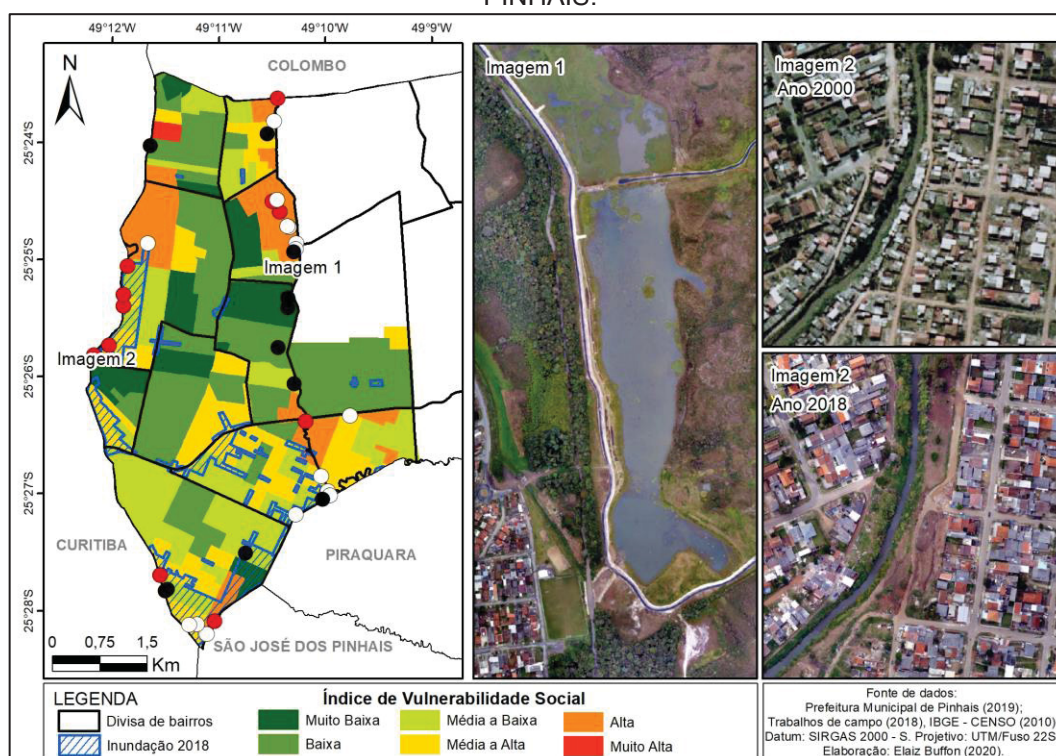 PINHAIS.
49°12'W 49°11'W 49°10'W 49°9'W
N
COLOMBO
25°24'S
25°25'S
25°26'S
25°27'S
25°28'S
Imagem 1
Imagem 2
CURITIBA
PIRAQUARA
SÃO JOSÉ DOS PINHAIS
0 0,75 1,5
Km
Imagem 1
Imagem 2
Ano 2000
Imagem 2
Ano 2018
LEGENDA
Divisa de bairros
Inundação 2018
Índice de Vulnerabilidade Social
Muito Baixa
Baixa
Média a Baixa
Média a Alta
Alta
Muito Alta
Fonte de dados:
Prefeitura Municipal de Pinhais (2019);
Trabalhos de campo (2018), IBGE - CENSO (2010)
Datum: SIRGAS 2000 - S. Projetivo: UTM/Fuso 22S
Elaboração: Elaiz Buffon (2020).